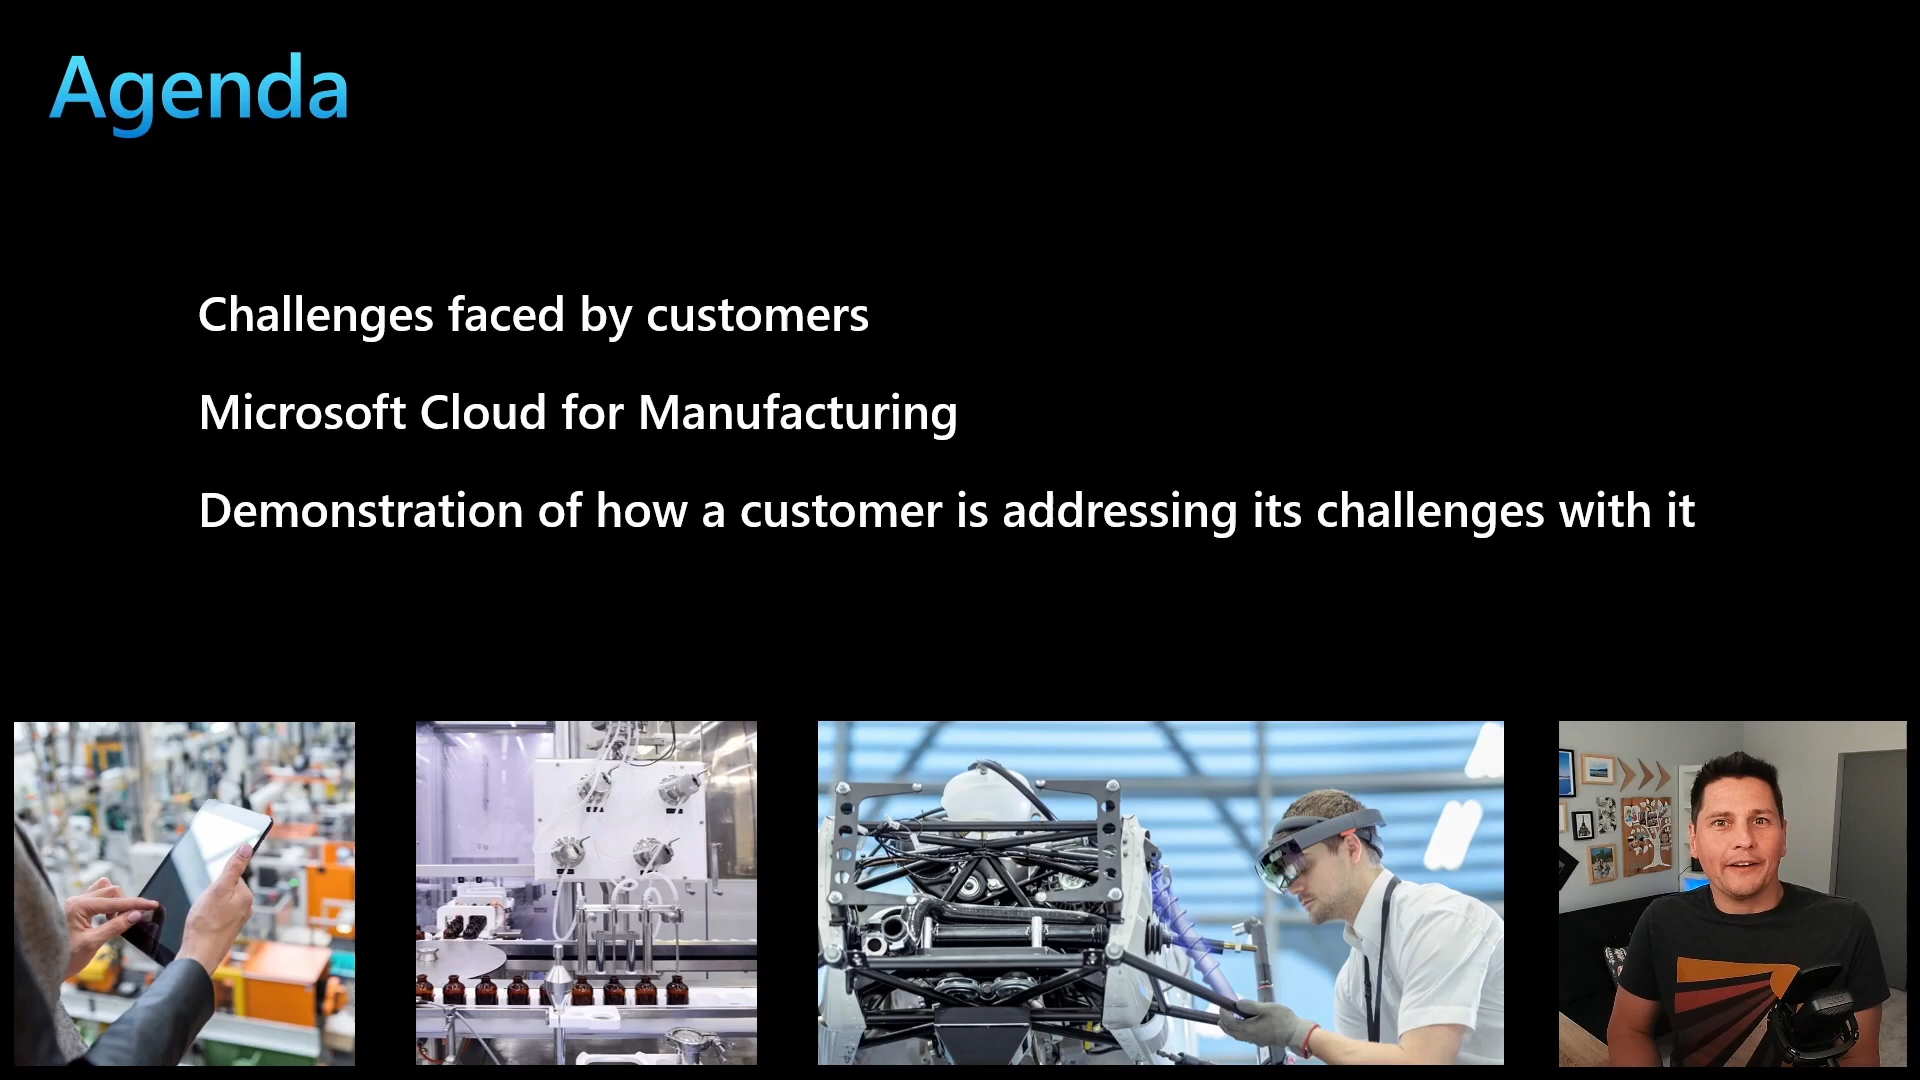 Agenda
Challenges faced by customers
Microsoft Cloud for Manufacturing
Demonstration of how a customer is addressing its challenges with it